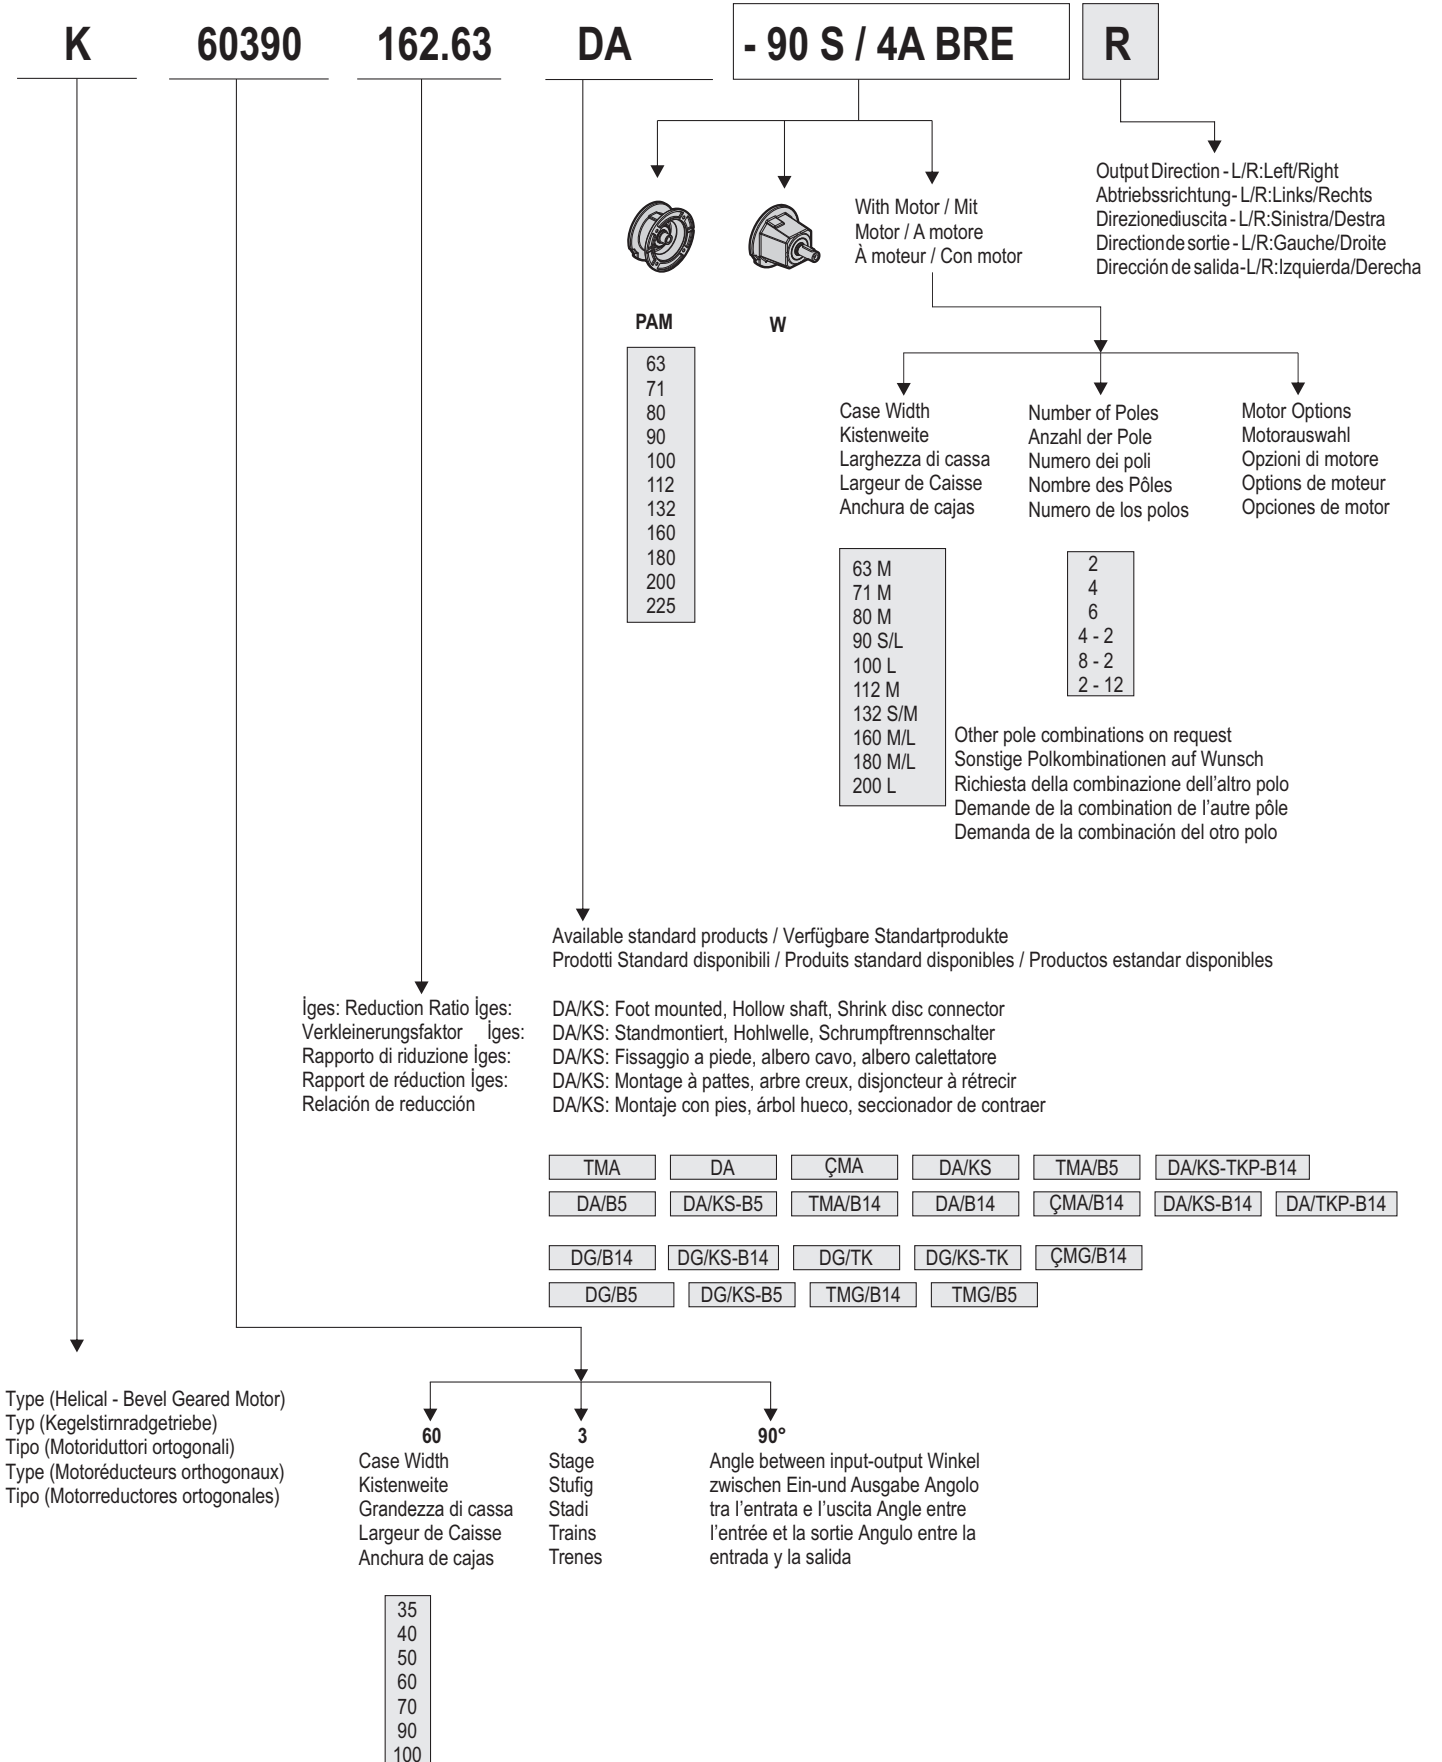 K 60390 162.63 DA - 90 S / 4A BRE R
Output Direction - L/R:Left/Right
Abtriebssrichtung- L/R:Links/Rechts
Direzionediuscita - L/R:Sinistra/Destra
Direction de sortie - L/R:Gauche/Droite
Dirección de salida-L/R:Izquierda/Derecha
With Motor / Mit
Motor / A motore
À moteur / Con motor
PAM
63
71
80
90
100
112
132
160
180
200
225
W
Case Width
Kistenweite
Larghezza di cassa
Largeur de Caisse
Anchura de cajas
63 M
71 M
80 M
90 S/L
100 L
112 M
132 S/M
160 M/L
180 M/L
200 L
Number of Poles
Anzahl der Pole
Numero dei poli
Nombre des Pôles
Numero de los polos
2
4
6
4 - 2
8 - 2
2 - 12
Motor Options
Motorauswahl
Opzioni di motore
Options de moteur
Opciones de motor
Other pole combinations on request
Sonstige Polkombinationen auf Wunsch
Richiesta della combinazione dell'altro polo
Demande de la combination de l'autre pôle
Demanda de la combinación del otro polo
Available standard products / Verfügbare Standartprodukte
Prodotti Standard disponibili / Produits standard disponibles / Productos estandar disponibles
İges: Reduction Ratio İges:
Verkleinerungsfaktor İges:
Rapporto di riduzione İges:
Rapport de réduction İges:
Relación de reducción
DA/KS: Foot mounted, Hollow shaft, Shrink disc connector
DA/KS: Standmontiert, Hohlwelle, Schrumpftrennschalter
DA/KS: Fissaggio a piede, albero cavo, albero calettatore
DA/KS: Montage à pattes, arbre creux, disjoncteur à rétrecir
DA/KS: Montaje con pies, árbol hueco, seccionador de contraer
TMA DA ÇMA DA/KS TMA/B5 DA/KS-TKP-B14
DA/B5 DA/KS-B5 TMA/B14 DA/B14 ÇMA/B14 DA/KS-B14 DA/TKP-B14
DG/B14 DG/KS-B14 DG/TK DG/KS-TK ÇMG/B14
DG/B5 DG/KS-B5 TMG/B14 TMG/B5
Type (Helical - Bevel Geared Motor)
Typ (Kegelstirnradgetriebe)
Tipo (Motoriduttori ortogonali)
Type (Motoréducteurs orthogonaux)
Tipo (Motorreductores ortogonales)
60
Case Width
Kistenweite
Grandezza di cassa
Largeur de Caisse
Anchura de cajas
35
40
50
60
70
90
100
3
Stage
Stufig
Stadi
Trains
Trenes
90°
Angle between input-output Winkel
zwischen Ein-und Ausgabe Angolo
tra l'entrata e l'uscita Angle entre
l'entrée et la sortie Angulo entre la
entrada y la salida